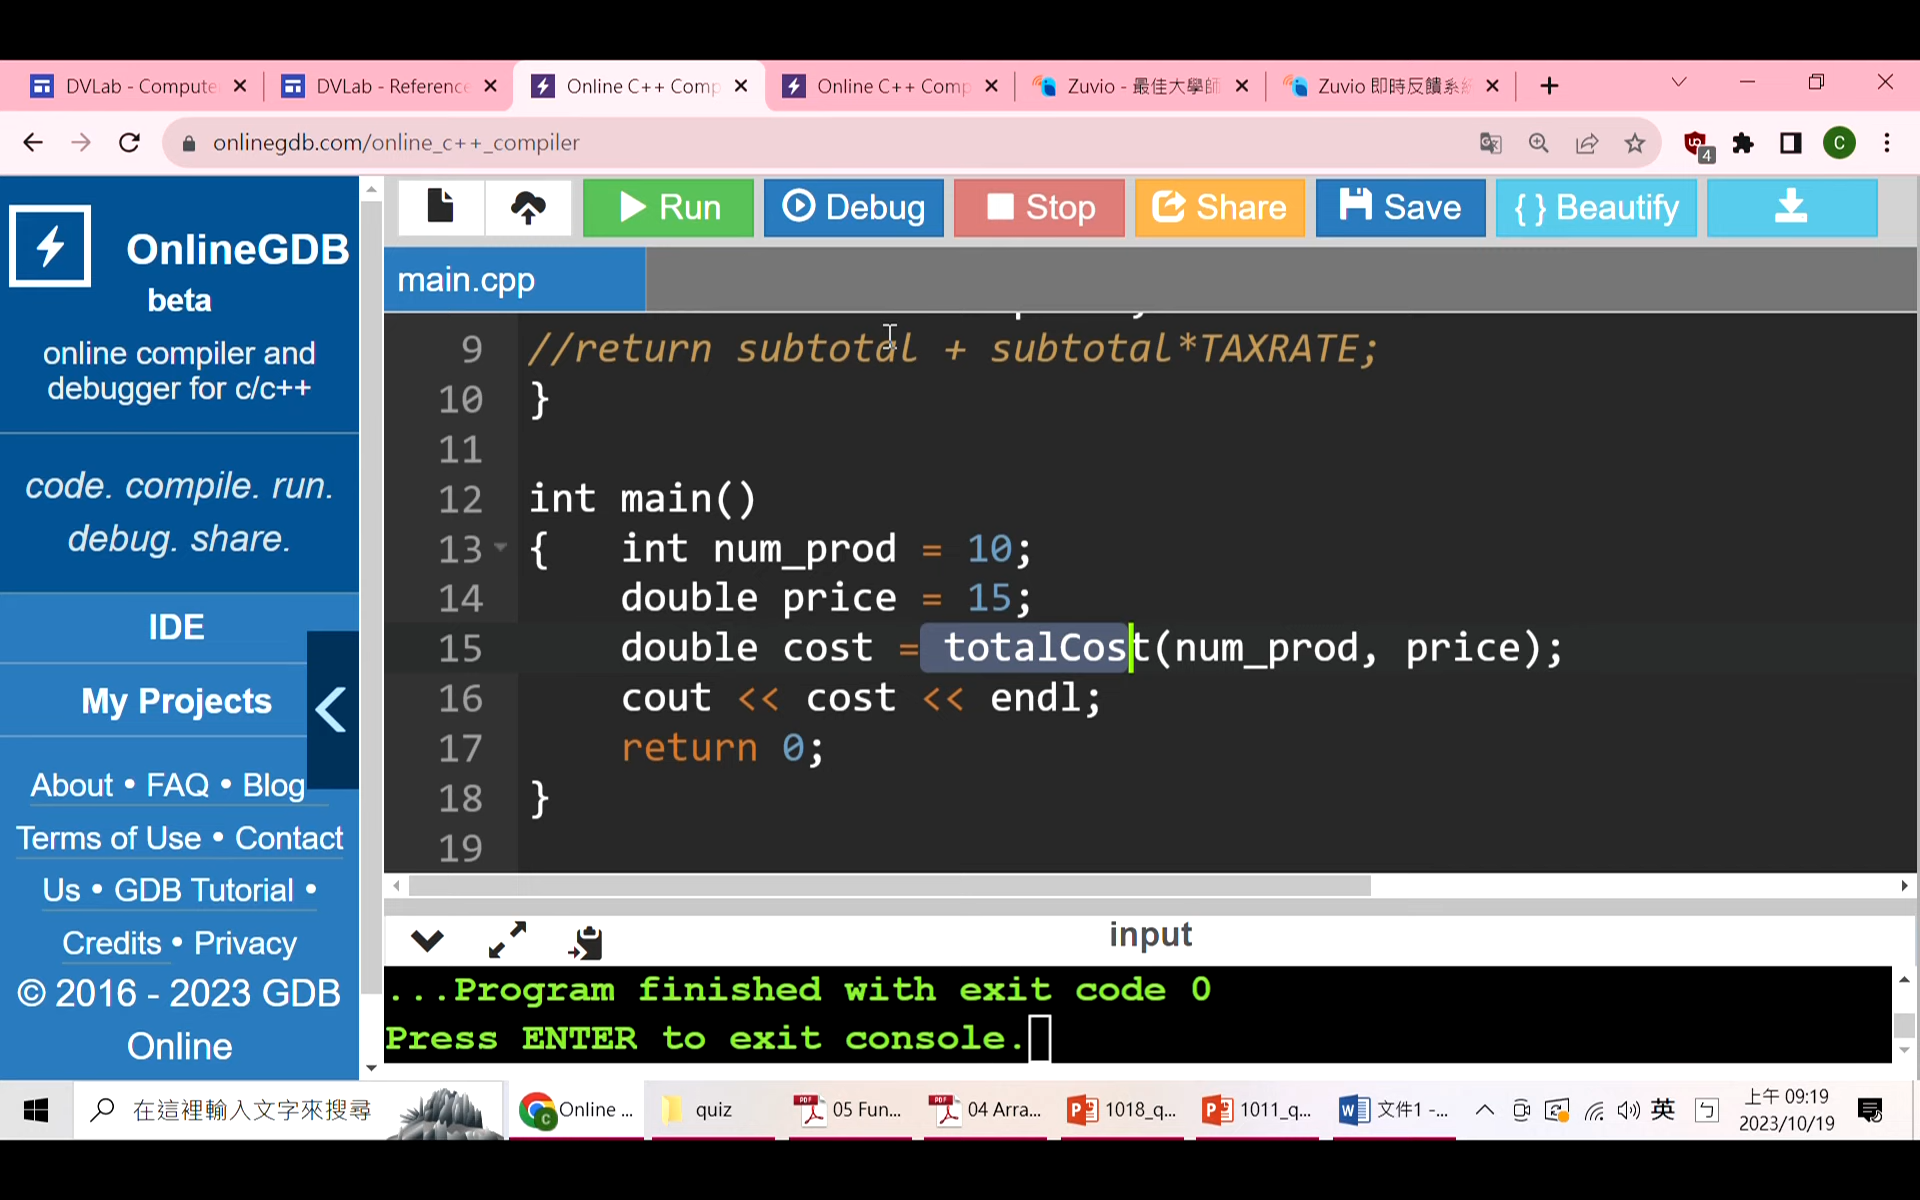 DVLab - Compute
DVLab - Reference
Online C++ Comp
Online C++ Comp
Zuvio - 最佳大學師
Zuvio 即時反饋系統
onlinegdb.com/online_c++_compiler
4
C
OnlineGDB
beta
online compiler and
debugger for c/c++
code. compile. run.
debug. share.
IDE
My Projects
About • FAQ • Blog
Terms of Use • Contact
Us • GDB Tutorial •
Credits • Privacy
© 2016 - 2023 GDB
Online
Run
Debug
Stop
Share
Save
{ } Beautify
main.cpp
9 //return subtotal + subtotal*TAXRATE;
10 }
11
12 int main()
13 { int num_prod = 10;
14 double price = 15;
15 double cost = totalCost(num_prod, price);
16 cout << cost << endl;
17 return 0;
18 }
19
input
...Program finished with exit code 0
Press ENTER to exit console.
在這裡輸入文字來搜尋
Online ...
quiz
05 Fun...
04 Arra...
1018_q...
1011_q...
文件1 -...
英
上午 09:19
2023/10/19